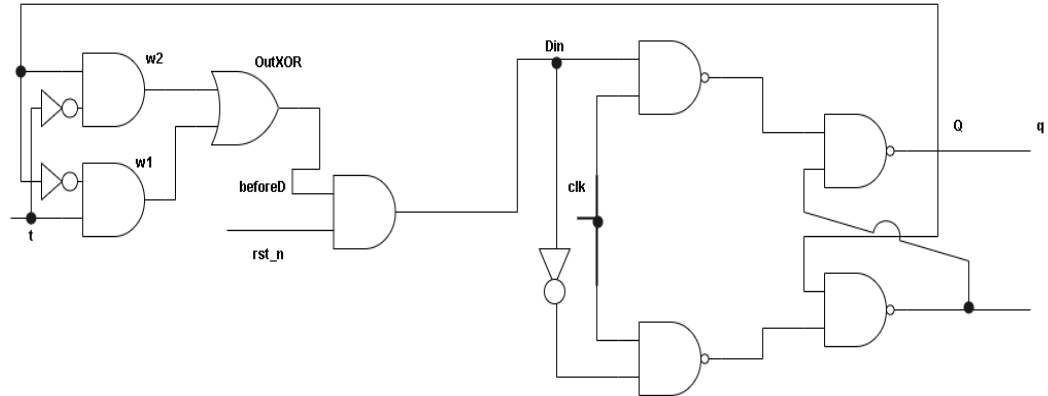 w2
OutXOR
Din
w1
beforeD
clk
Q
q
t
rst_n